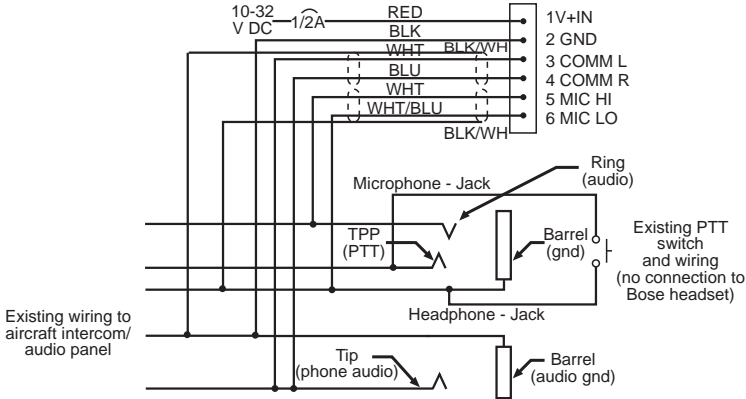 10-32
V DC
1/2A
RED
1V+IN
BLK
2 GND
WHT
BLK/WH
3 COMM L
BLU
4 COMM R
WHT
5 MIC HI
WHT/BLU
6 MIC LO
BLK/WH
Ring
(audio)
Microphone - Jack
TPP
(PTT)
Barrel
(gnd)
Existing PTT
switch
and wiring
(no connection to
Bose headset)
Headphone - Jack
Existing wiring to
aircraft intercom/
audio panel
Tip
(phone audio)
Barrel
(audio gnd)